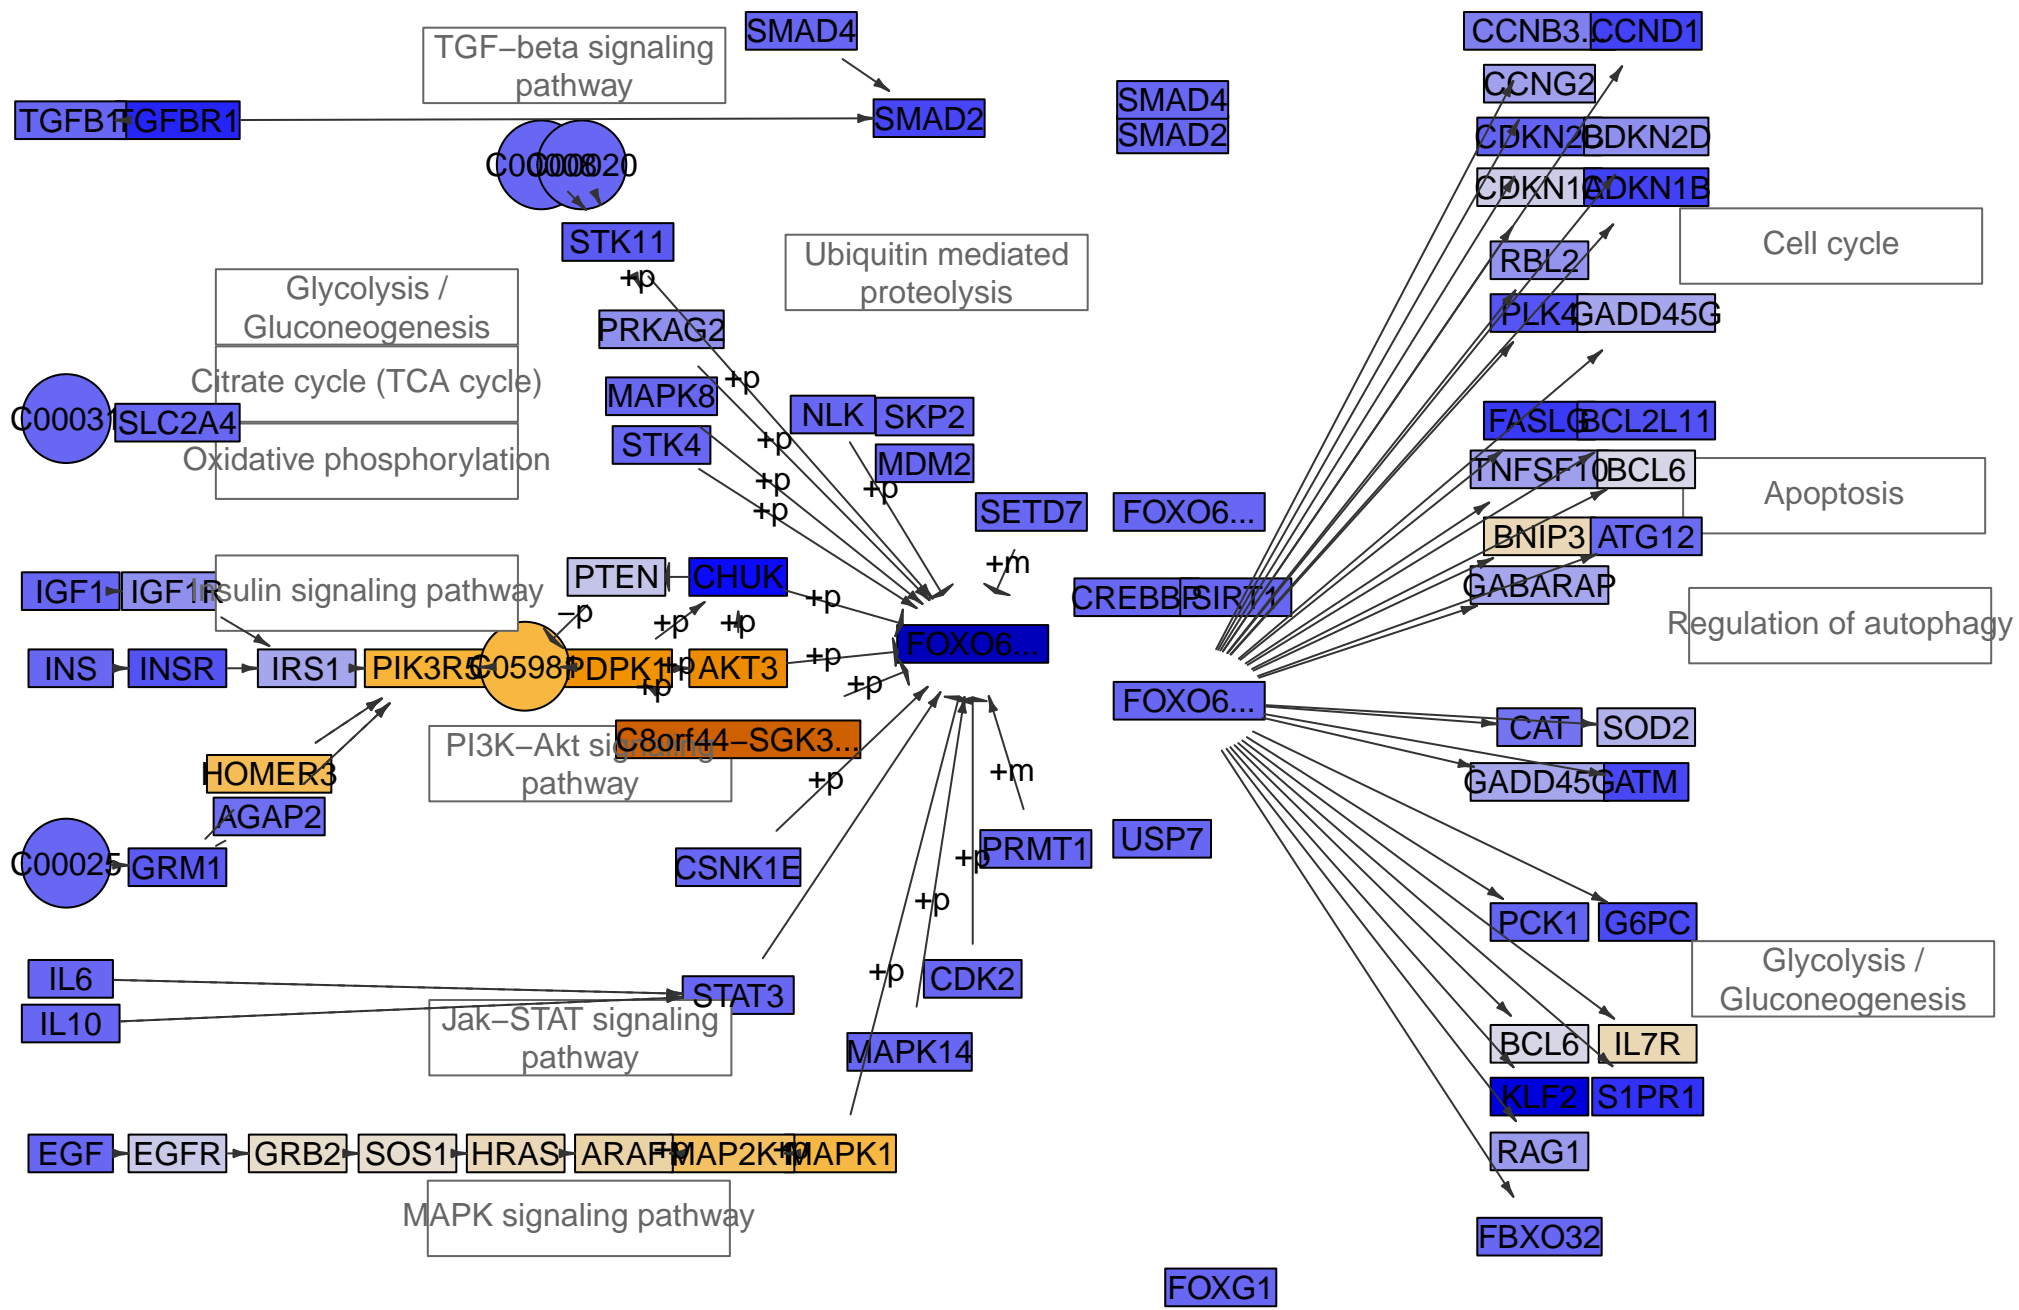 SMAD4
CCNB3...
CCND1
TGF−beta signaling
pathway
CCNG2
SMAD4
TGFB1
TGFBR1
SMAD2
SMAD2
CDKN2B
CDKN2D
C00020
CDKN1A
CDKN1B
STK11
Ubiquitin mediated
proteolysis
Cell cycle
RBL2
+p
Glycolysis /
Gluconeogenesis
PRKAG2
PLK4
GADD45G
Citrate cycle (TCA cycle)
+p
MAPK8
NLK
SKP2
C00031
SLC2A4
FASLG
BCL2L11
STK4
+p
Oxidative phosphorylation
MDM2
TNFSF10
BCL6
+p
+p
Apoptosis
+p
SETD7
FOXO6...
BNIP3
ATG12
+m
IGF1
IGF1R
Insulin signaling pathway
PTEN
CHUK
GABARAP
+p
CREBBP
SIRT1
−p
+p
+p
Regulation of autophagy
FOXO6...
INS
INSR
IRS1
PIK3R5
C05981
PDPK1
+p
AKT3
+p
+p
+p
FOXO6...
CAT
SOD2
C8orf44−SGK3...
PI3K−Akt signaling
pathway
HOMER3
+p
+m
GADD45G
ATM
AGAP2
C00025
GRM1
CSNK1E
+p
PRMT1
USP7
+p
PCK1
G6PC
IL6
+p
CDK2
STAT3
Glycolysis /
Gluconeogenesis
IL10
Jak−STAT signaling
pathway
MAPK14
BCL6
IL7R
KLF2
S1PR1
EGF
EGFR
GRB2
SOS1
HRAS
ARAF
+p
MAP2K1
+p
MAPK1
RAG1
MAPK signaling pathway
FBXO32
FOXG1